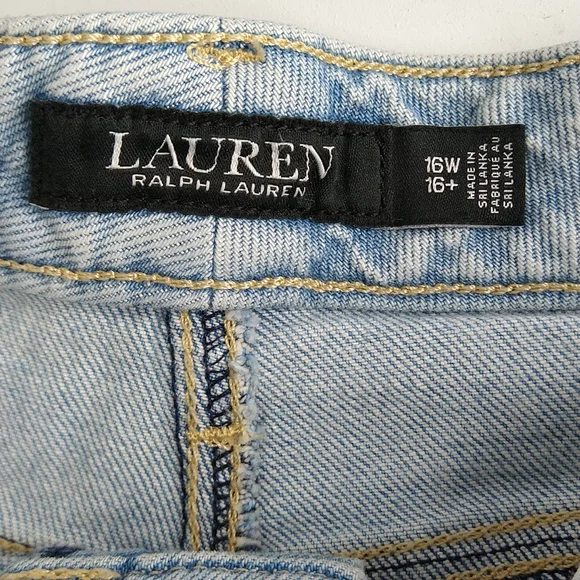 LAUREN
RALPH LAUREN
16W
16+
MADE IN
SRI LANKA
FABRIQUÉ AU
SRI LANKA